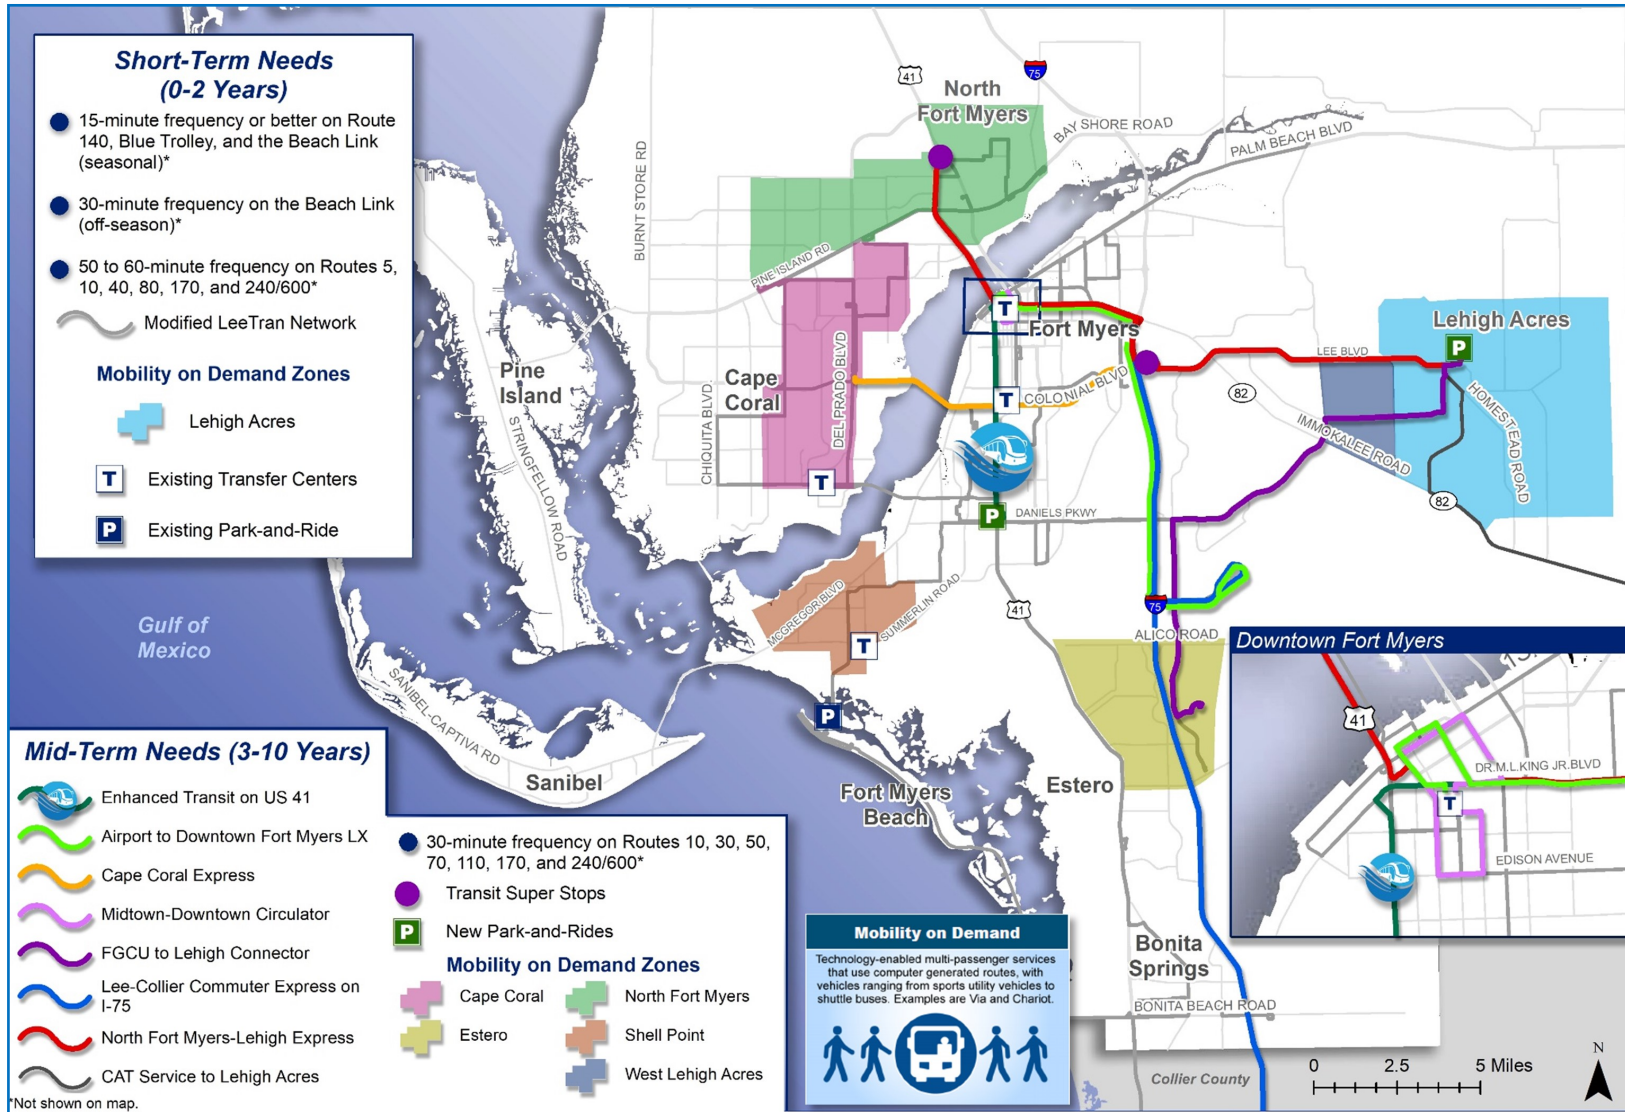 Short-Term Needs
(0-2 Years)
15-minute frequency or better on Route
140, Blue Trolley, and the Beach Link
(seasonal)*
30-minute frequency on the Beach Link
(off-season)*
50 to 60-minute frequency on Routes 5,
10, 40, 80, 170, and 240/600*
Modified LeeTran Network
Mobility on Demand Zones
Lehigh Acres
T
Existing Transfer Centers
P
Existing Park-and-Ride
41
75
North
Fort Myers
BAY SHORE ROAD
PALM BEACH BLVD
BURNT STORE RD
PINE ISLAND RD
T
Fort Myers
Lehigh Acres
P
LEE BLVD
Pine
Island
Cape
Coral
DEL PRADO BLVD
CHIQUITA BLVD.
T
COLONIAL BLVD
82
HOMESTEAD ROAD
IMMOKALEE ROAD
STRINGFELLOW ROAD
T
82
P
DANIELS PKWY
MCGREGOR BLVD
SUMMERLIN ROAD
41
75
T
ALICO ROAD
Gulf of
Mexico
SANIBEL-CAPTIVA RD
P
Sanibel
Fort Myers
Beach
Estero
Bonita
Springs
BONITA BEACH ROAD
Collier County
Downtown Fort Myers
41
DR.M.L.KING JR.BLVD
T
EDISON AVENUE
Mid-Term Needs (3-10 Years)
Enhanced Transit on US 41
Airport to Downtown Fort Myers LX
Cape Coral Express
Midtown-Downtown Circulator
FGCU to Lehigh Connector
Lee-Collier Commuter Express on
I-75
North Fort Myers-Lehigh Express
CAT Service to Lehigh Acres
*Not shown on map.
30-minute frequency on Routes 10, 30, 50,
70, 110, 170, and 240/600*
Transit Super Stops
P
New Park-and-Rides
Mobility on Demand Zones
Cape Coral
North Fort Myers
Estero
Shell Point
West Lehigh Acres
Mobility on Demand
Technology-enabled multi-passenger services
that use computer generated routes, with
vehicles ranging from sports utility vehicles to
shuttle buses. Examples are Via and Chariot.
0 2.5 5 Miles
N